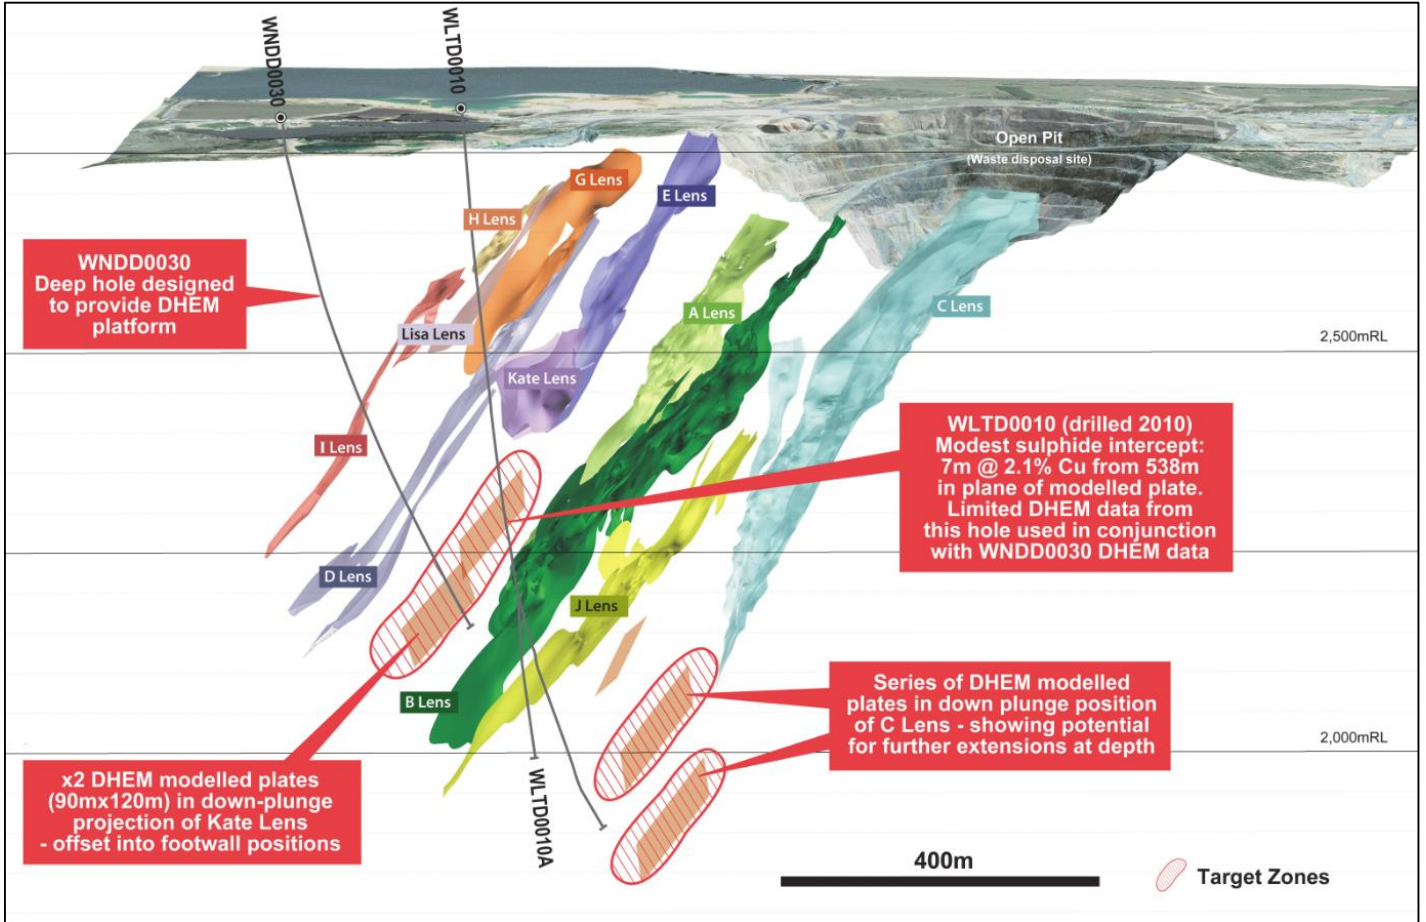 WNDD0030
WLTD0010
Open Pit
(Waste disposal site)
G Lens
E Lens
H Lens
WNDD0030
Deep hole designed
to provide DHEM
platform
A Lens
C Lens
Lisa Lens
2,500mRL
Kate Lens
I Lens
WLTD0010 (drilled 2010)
Modest sulphide intercept:
7m @ 2.1% Cu from 538m
in plane of modelled plate.
Limited DHEM data from
this hole used in conjunction
with WNDD0030 DHEM data
D Lens
J Lens
B Lens
Series of DHEM modelled
plates in down plunge position
of C Lens - showing potential
for further extensions at depth
2,000mRL
x2 DHEM modelled plates
(90mx120m) in down-plunge
projection of Kate Lens
- offset into footwall positions
WLTD0010A
400m
Target Zones